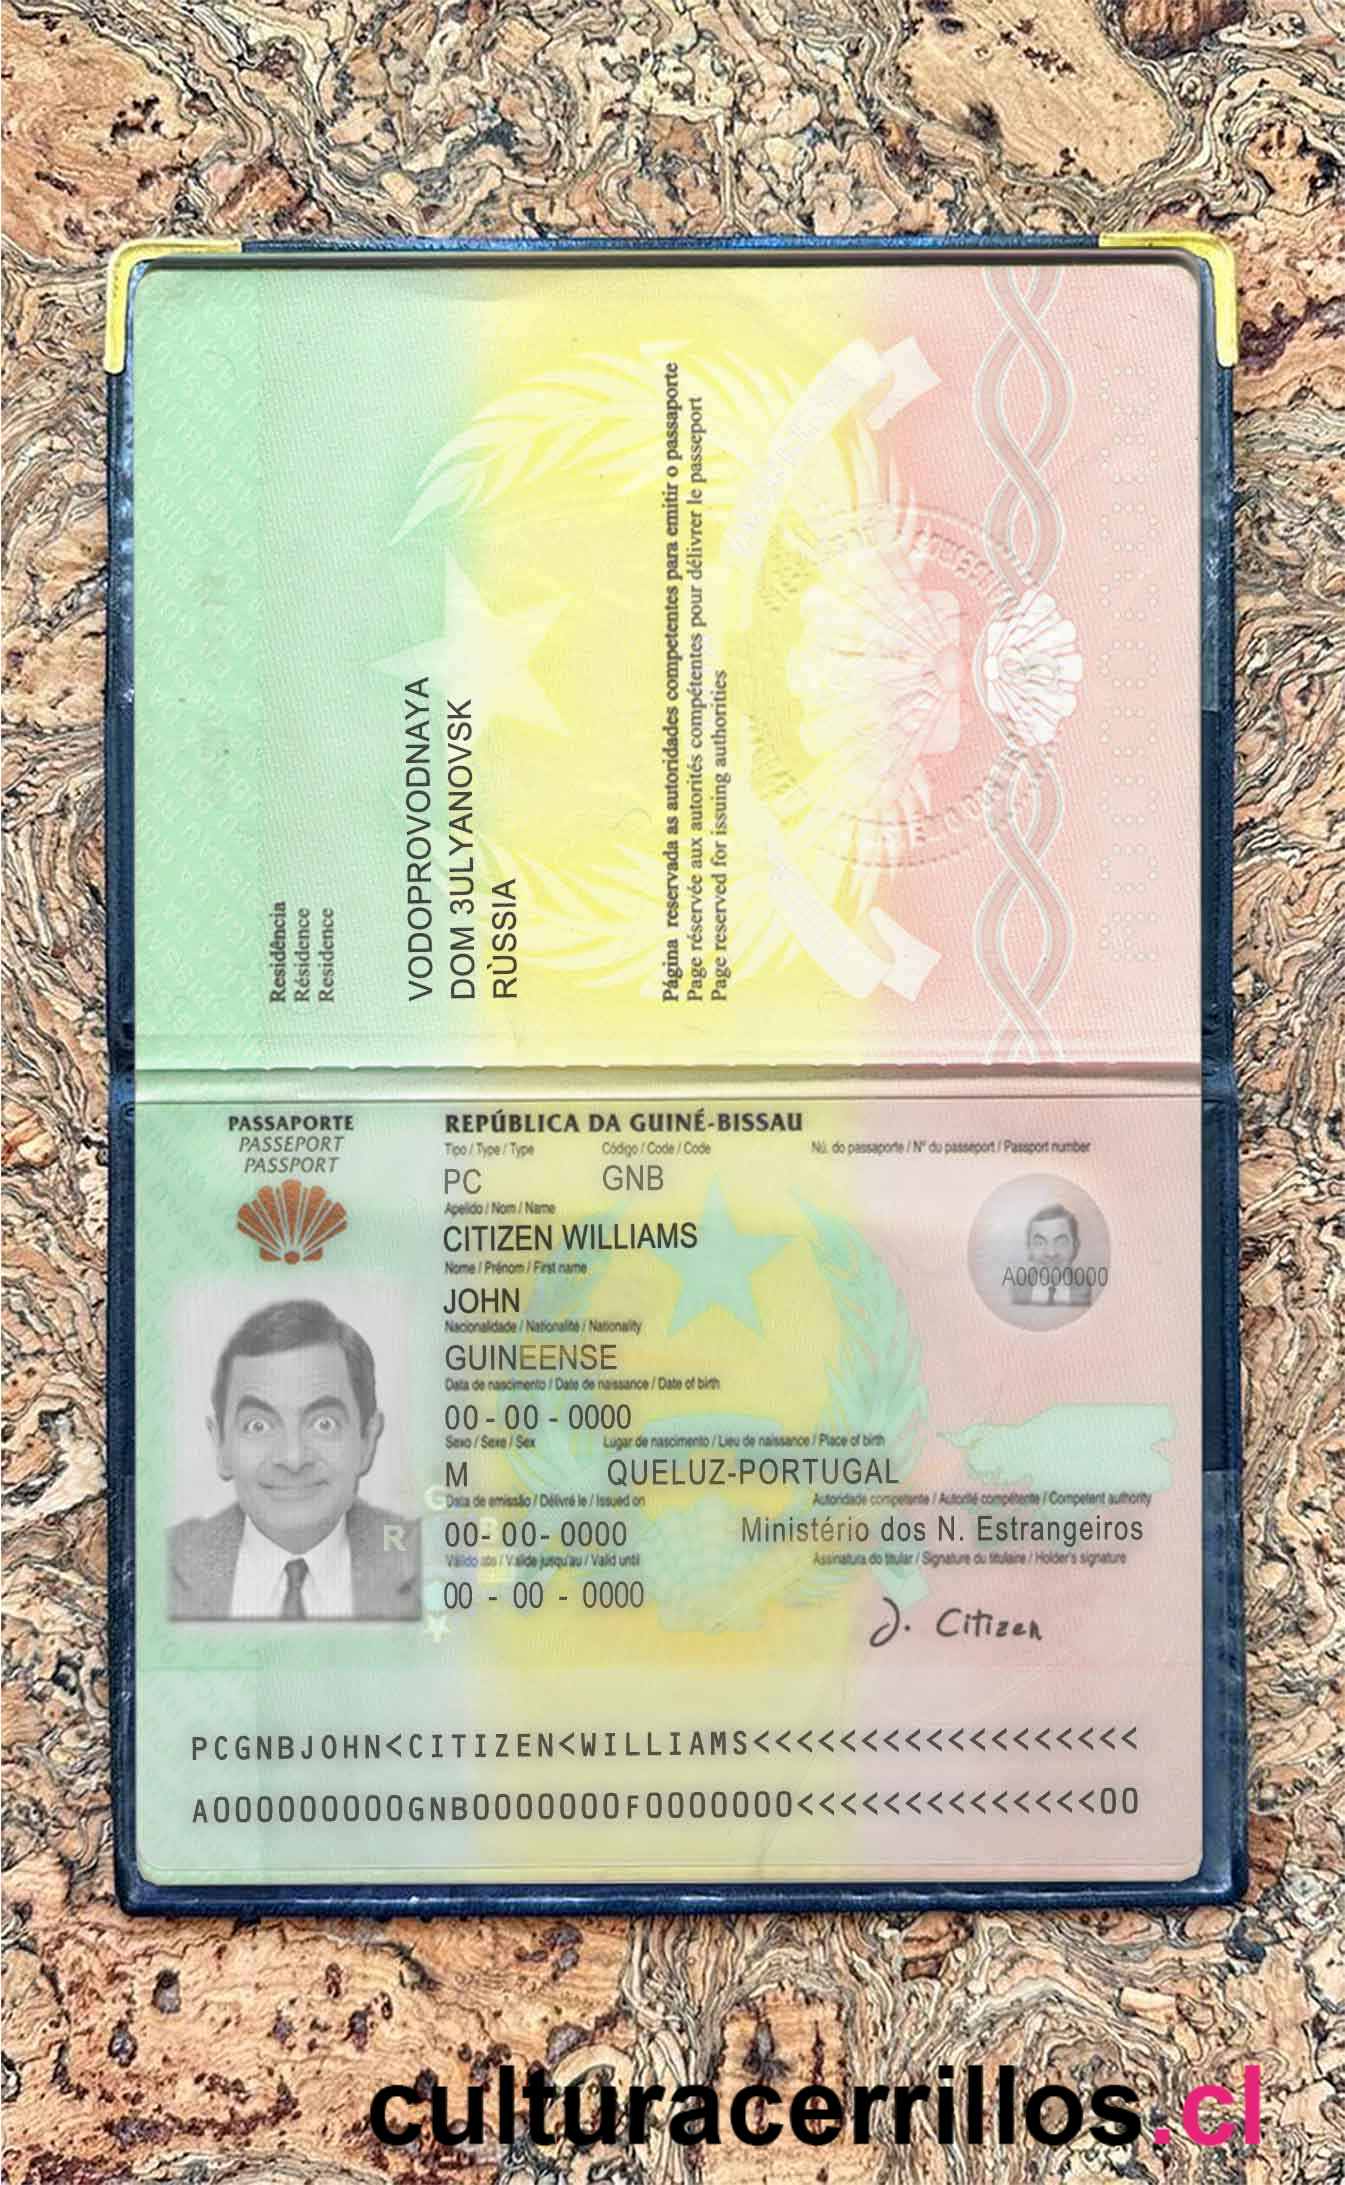 Residência
Résidence
Residence
VODOPROVODNAYA
DOM 3ULYANOVSK
RÙSSIA
Página reservada as autoridades competentes para emitir o passaporte
Page réservée aux autorités compétentes pour délivrer le passeport
Page reserved for issuing authorities
PASSAPORTE
PASSEPORT
PASSPORT
REPÚBLICA DA GUINÉ-BISSAU
Tipo / Type / Type Código / Code / Code Nú. do passaporte / N° du passeport / Passport number
PC GNB
Apelido / Nom / Name
CITIZEN WILLIAMS
A00000000
Nome / Prénom / First name
JOHN
Nacionalidade / Nationalité / Nationality
GUINEENSE
Data de nascimento / Date de naissance / Date of birth
00 - 00 - 0000
Sexo / Sexe / Sex Lugar de nascimento / Lieu de naissance / Place of birth
M QUELUZ-PORTUGAL
Data de emissão / Délivré le / Issued on Autoridade competente / Autorité compétente / Competent authority
00- 00- 0000 Ministério dos N. Estrangeiros
R
Válido até / Valide jusqu'au / Valid until Assinatura do titular / Signature du titulaire / Holder's signature
00 - 00 - 0000
J. Citizen
PCGNBJOHN<CITIZEN<WILLIAMS<<<<<<<<<<<<<<<<<<
A000000000GNB0000000F0000000<<<<<<<<<<<<<<00
culturacerrillos.cl